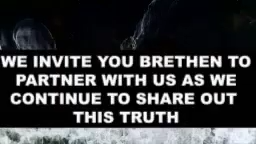 WE INVITE YOU BRETHEN TO
PARTNER WITH US AS WE
CONTINUE TO SHARE OUT
THIS TRUTH